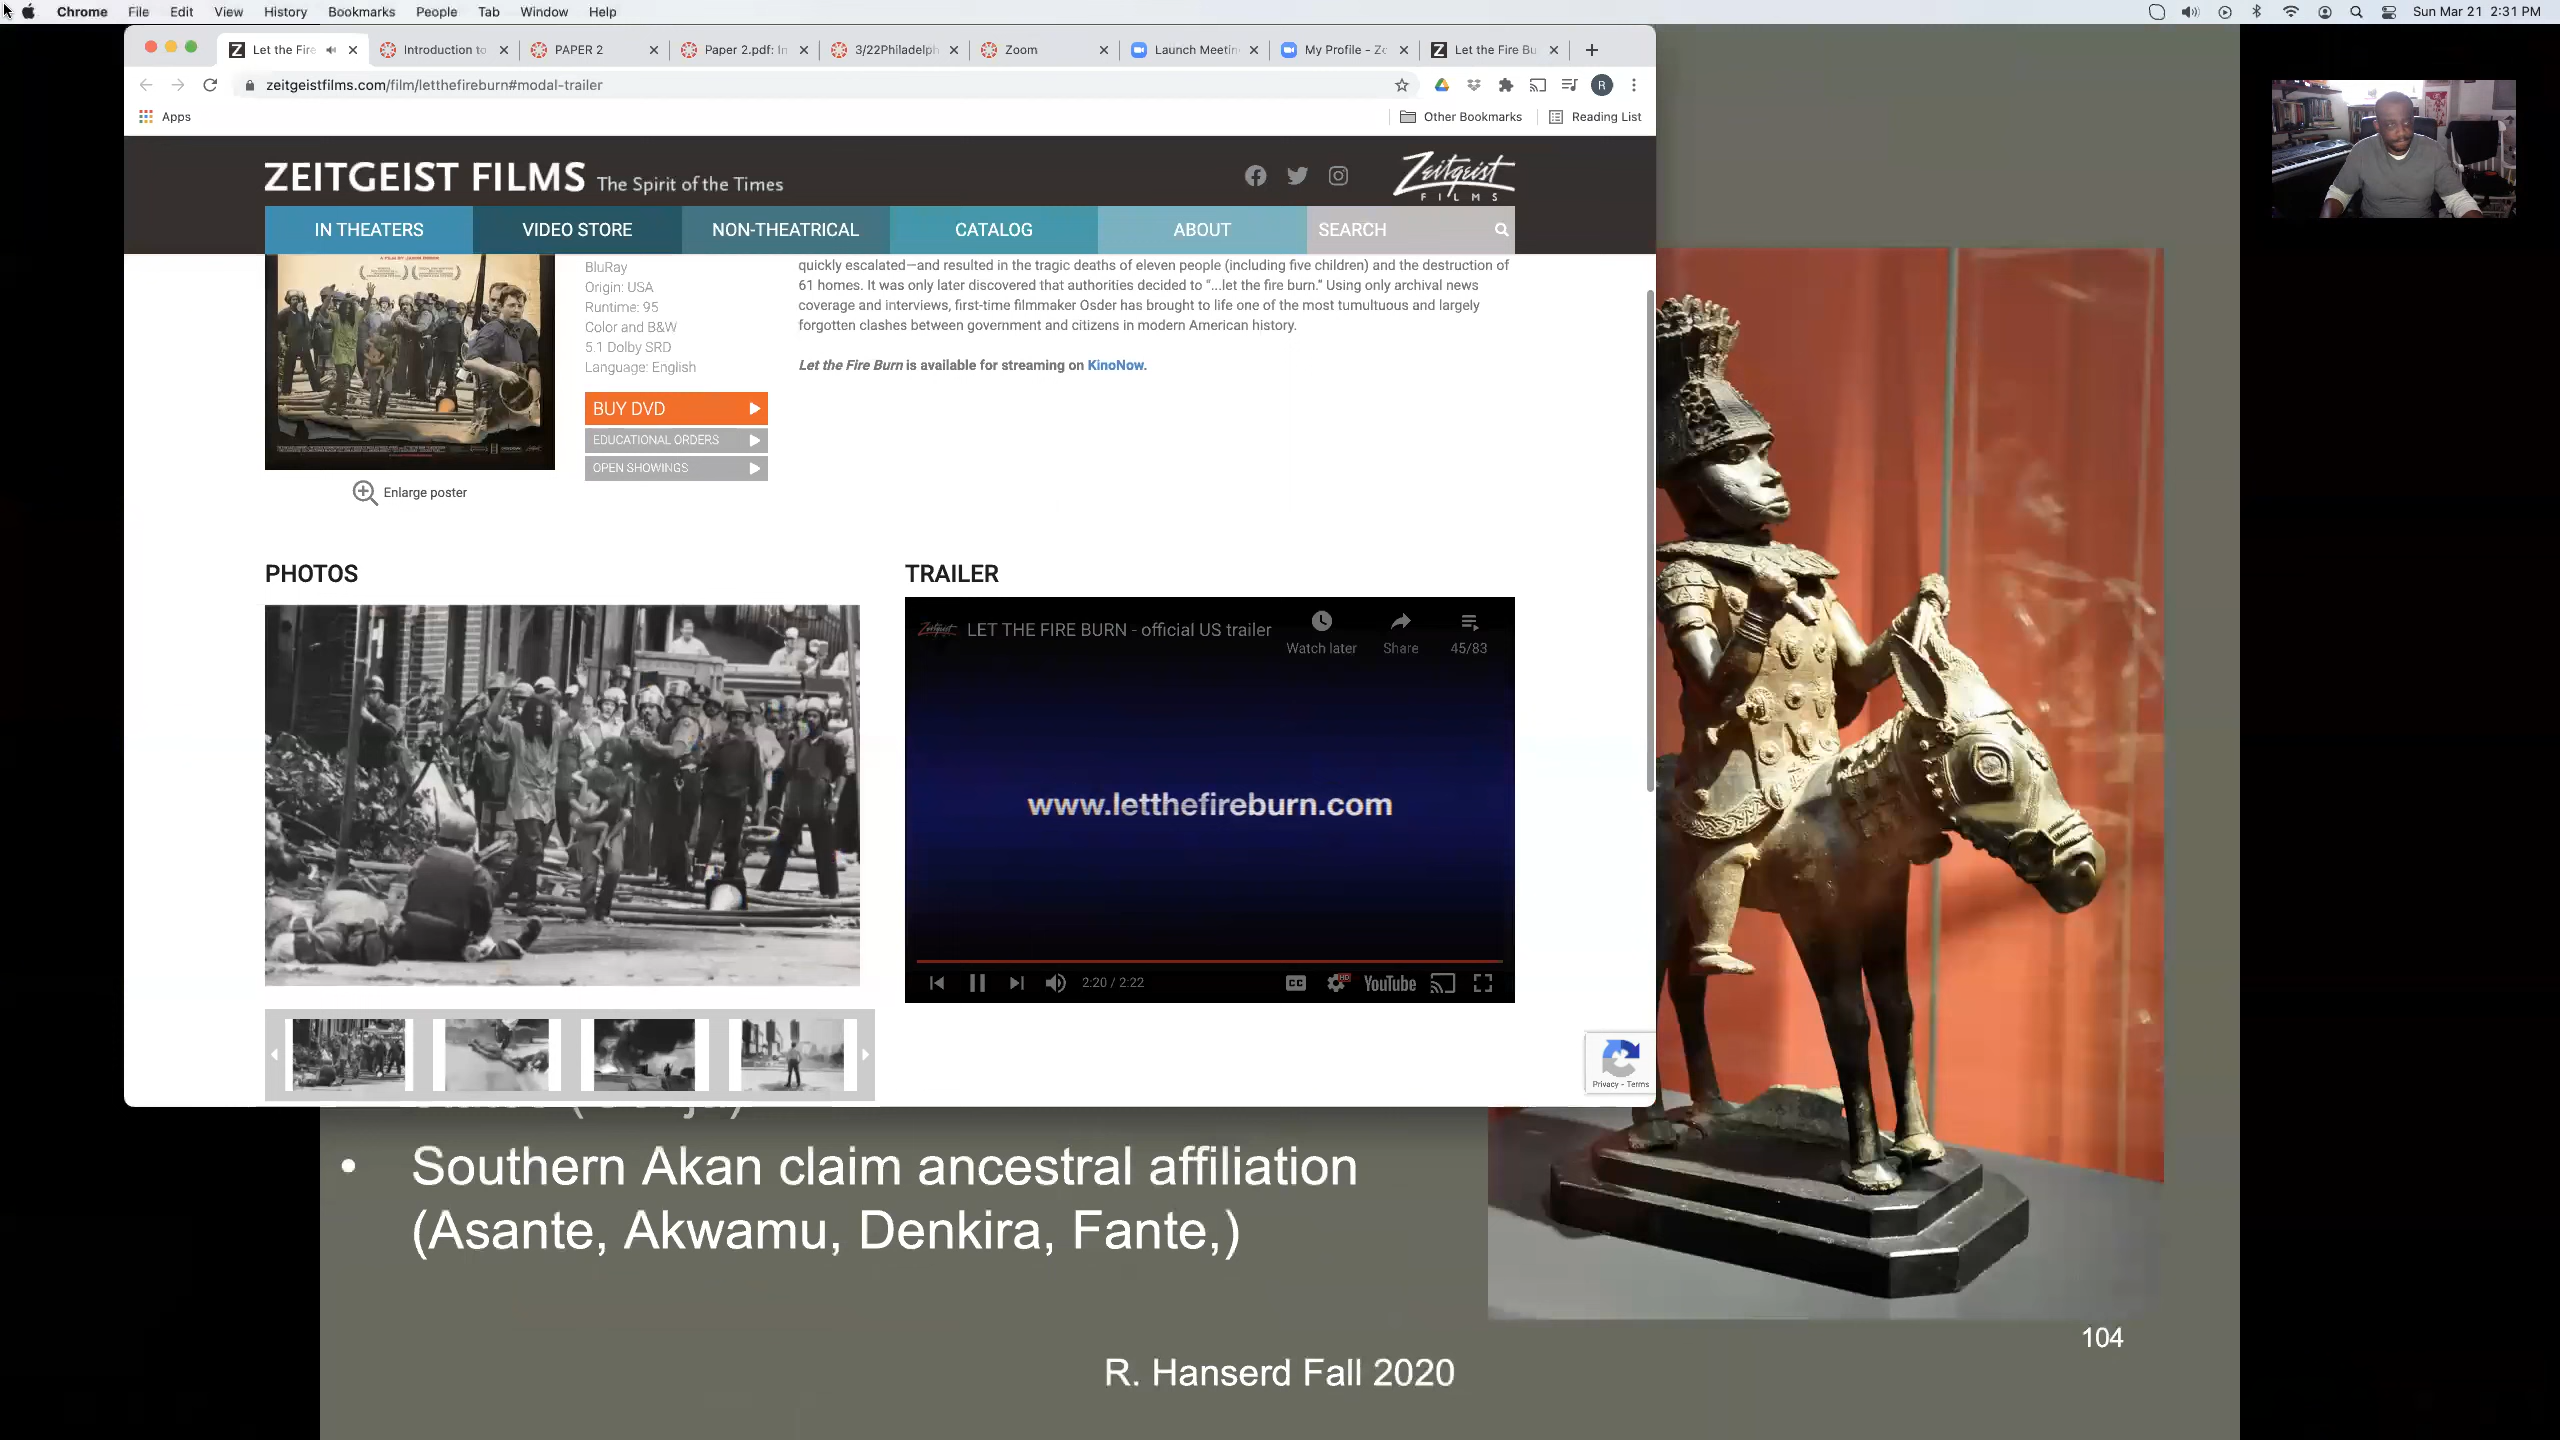 Chrome File Edit View History Bookmarks People Tab Window Help Sun Mar 21 2:31 PM
Let the Fire Introduction to PAPER 2 Paper 2.pdf: In 3/22Philadelph Zoom Launch Meetin My Profile - Zo Let the Fire Bu
zeitgeistfilms.com/film/letthefireburn#modal-trailer R
Apps Other Bookmarks Reading List
ZEITGEIST FILMS The Spirit of the Times Zeitgeist
FILMS
IN THEATERS VIDEO STORE NON-THEATRICAL CATALOG ABOUT SEARCH
BluRay
Origin: USA
Runtime: 95
Color and B&W
5.1 Dolby SRD
Language: English
BUY DVD
EDUCATIONAL ORDERS
OPEN SHOWINGS
Enlarge poster
quickly escalated—and resulted in the tragic deaths of eleven people (including five children) and the destruction of
61 homes. It was only later discovered that authorities decided to “...let the fire burn.” Using only archival news
coverage and interviews, first-time filmmaker Osder has brought to life one of the most tumultuous and largely
forgotten clashes between government and citizens in modern American history.
Let the Fire Burn is available for streaming on KinoNow.
PHOTOS
TRAILER
Zeitgeist LET THE FIRE BURN - official US trailer
Watch later Share 45/83
www.letthefireburn.com
2:20 / 2:22 CC HD YouTube
Privacy - Terms
• Southern Akan claim ancestral affiliation
(Asante, Akwamu, Denkira, Fante,)
104
R. Hanserd Fall 2020